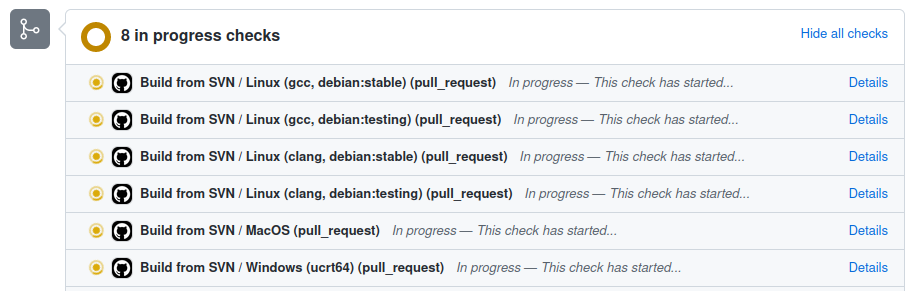 8 in progress checks Hide all checks
Build from SVN / Linux (gcc, debian:stable) (pull_request) In progress — This check has started... Details
Build from SVN / Linux (gcc, debian:testing) (pull_request) In progress — This check has started... Details
Build from SVN / Linux (clang, debian:stable) (pull_request) In progress — This check has started... Details
Build from SVN / Linux (clang, debian:testing) (pull_request) In progress — This check has started... Details
Build from SVN / MacOS (pull_request) In progress — This check has started... Details
Build from SVN / Windows (ucrt64) (pull_request) In progress — This check has started... Details